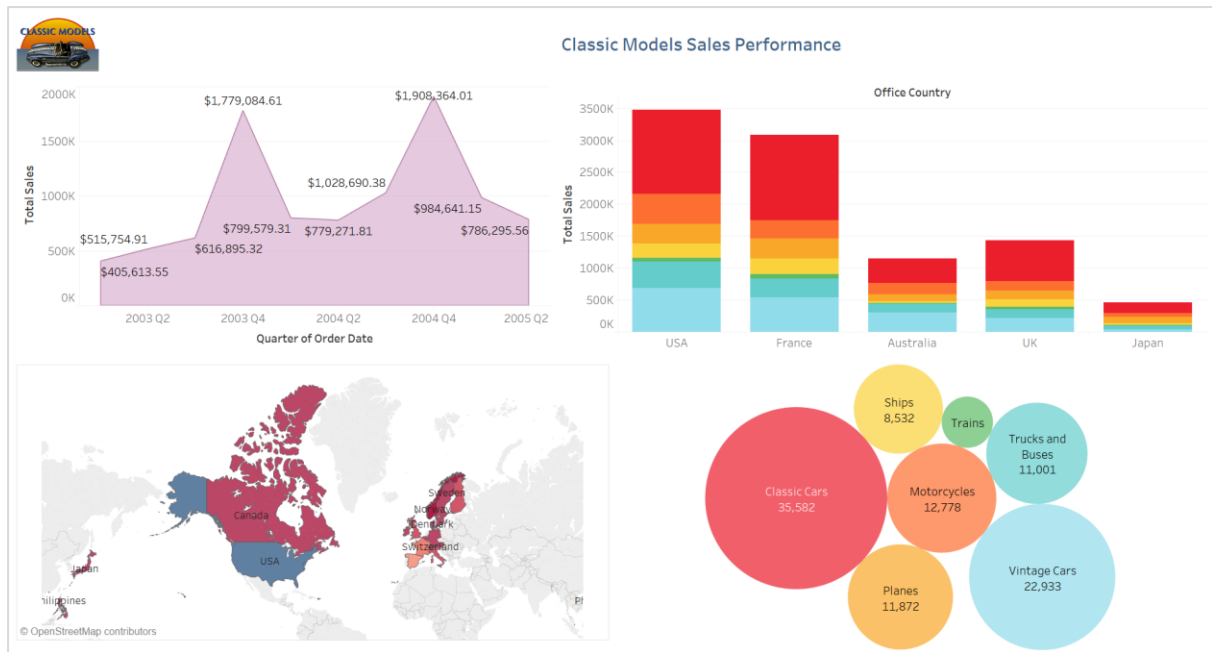 CLASSIC MODELS
Classic Models Sales Performance
2000K
1500K
1000K
500K
0K
Total Sales
$405,613.55
$515,754.91
$616,895.32
$1,779,084.61
$799,579.31
$779,271.81
$1,028,690.38
$1,908,364.01
$984,641.15
$786,295.56
2003 Q2
2003 Q4
2004 Q2
2004 Q4
2005 Q2
Quarter of Order Date
Office Country
3500K
3000K
2500K
2000K
1500K
1000K
500K
0K
Total Sales
USA
France
Australia
UK
Japan
Sweden
Norway
Denmark
Canada
Switzerland
USA
Japan
hilippines
Pl
© OpenStreetMap contributors
Ships
8,532
Trains
Trucks and
Buses
11,001
Classic Cars
35,582
Motorcycles
12,778
Vintage Cars
22,933
Planes
11,872